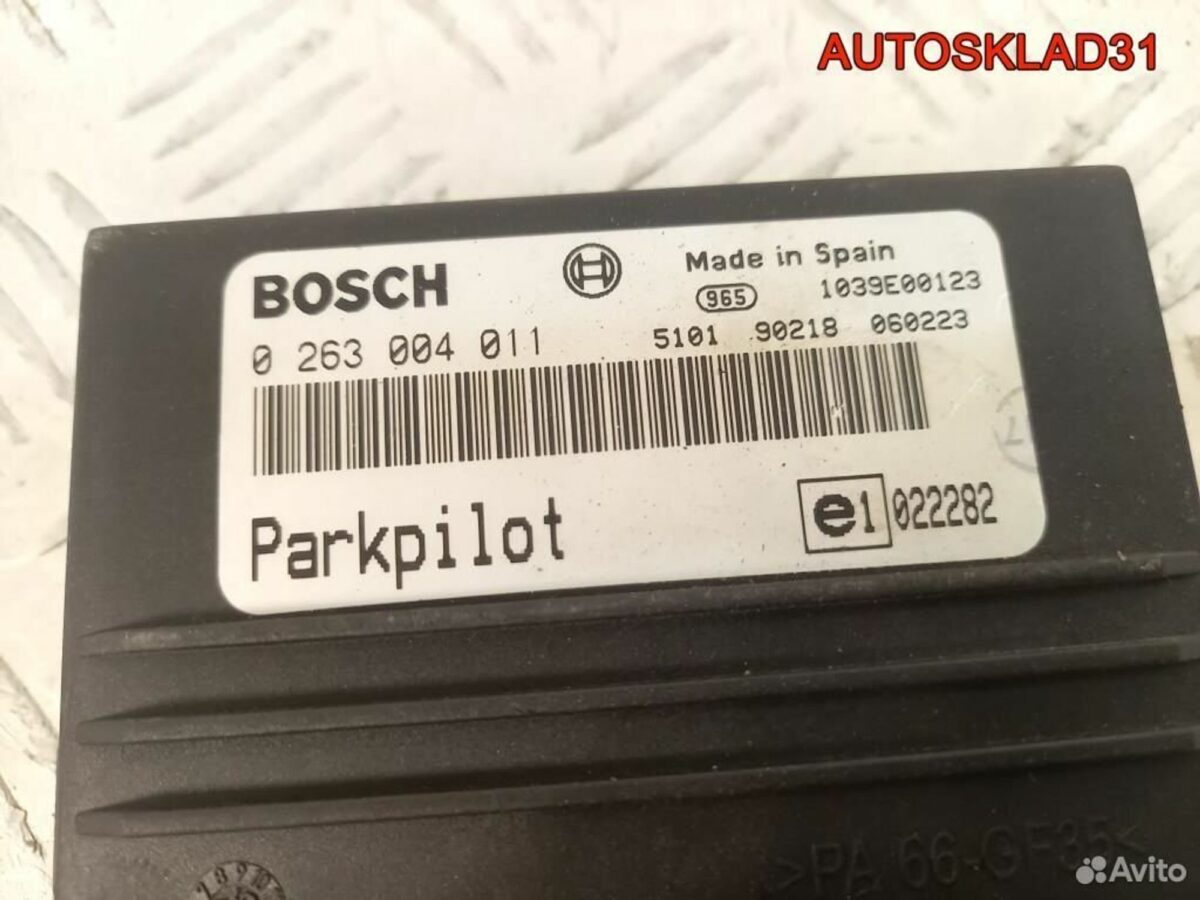 AUTOSKLAD31
BOSCH
Made in Spain
965 1039E00123
0 263 004 011 5101 90218 060223
Parkpilot
e1 022282
>PA 66-GF35<
Avito